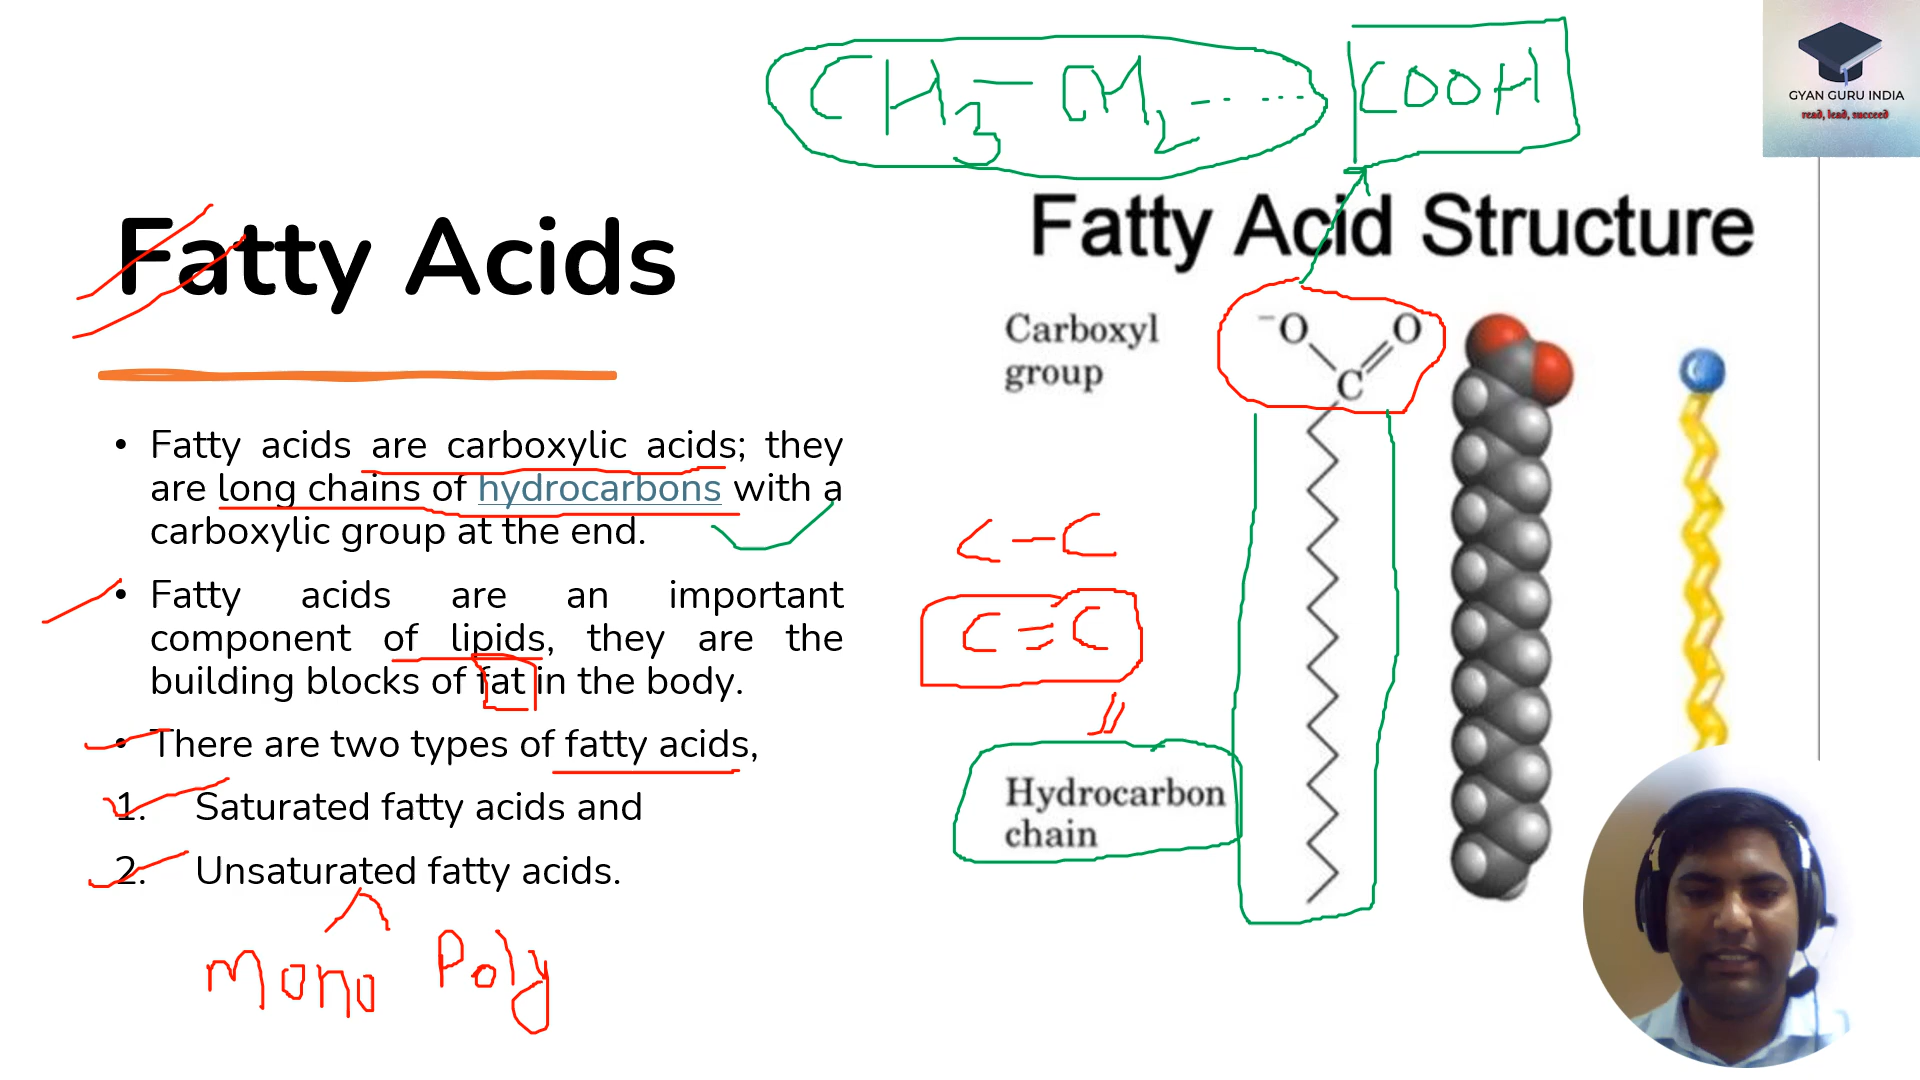 CH3-CH2-----COOH
GYAN GURU INDIA
read, lead, succeed
Fatty Acids
Fatty Acid Structure
• Fatty acids are carboxylic acids; they
are long chains of hydrocarbons with a
carboxylic group at the end.
• Fatty acids are an important
component of lipids, they are the
building blocks of fat in the body.
• There are two types of fatty acids,
1. Saturated fatty acids and
2. Unsaturated fatty acids.
Mono Poly
Carboxyl
group
⁻O O
C
C-C
C=C
Hydrocarbon
chain